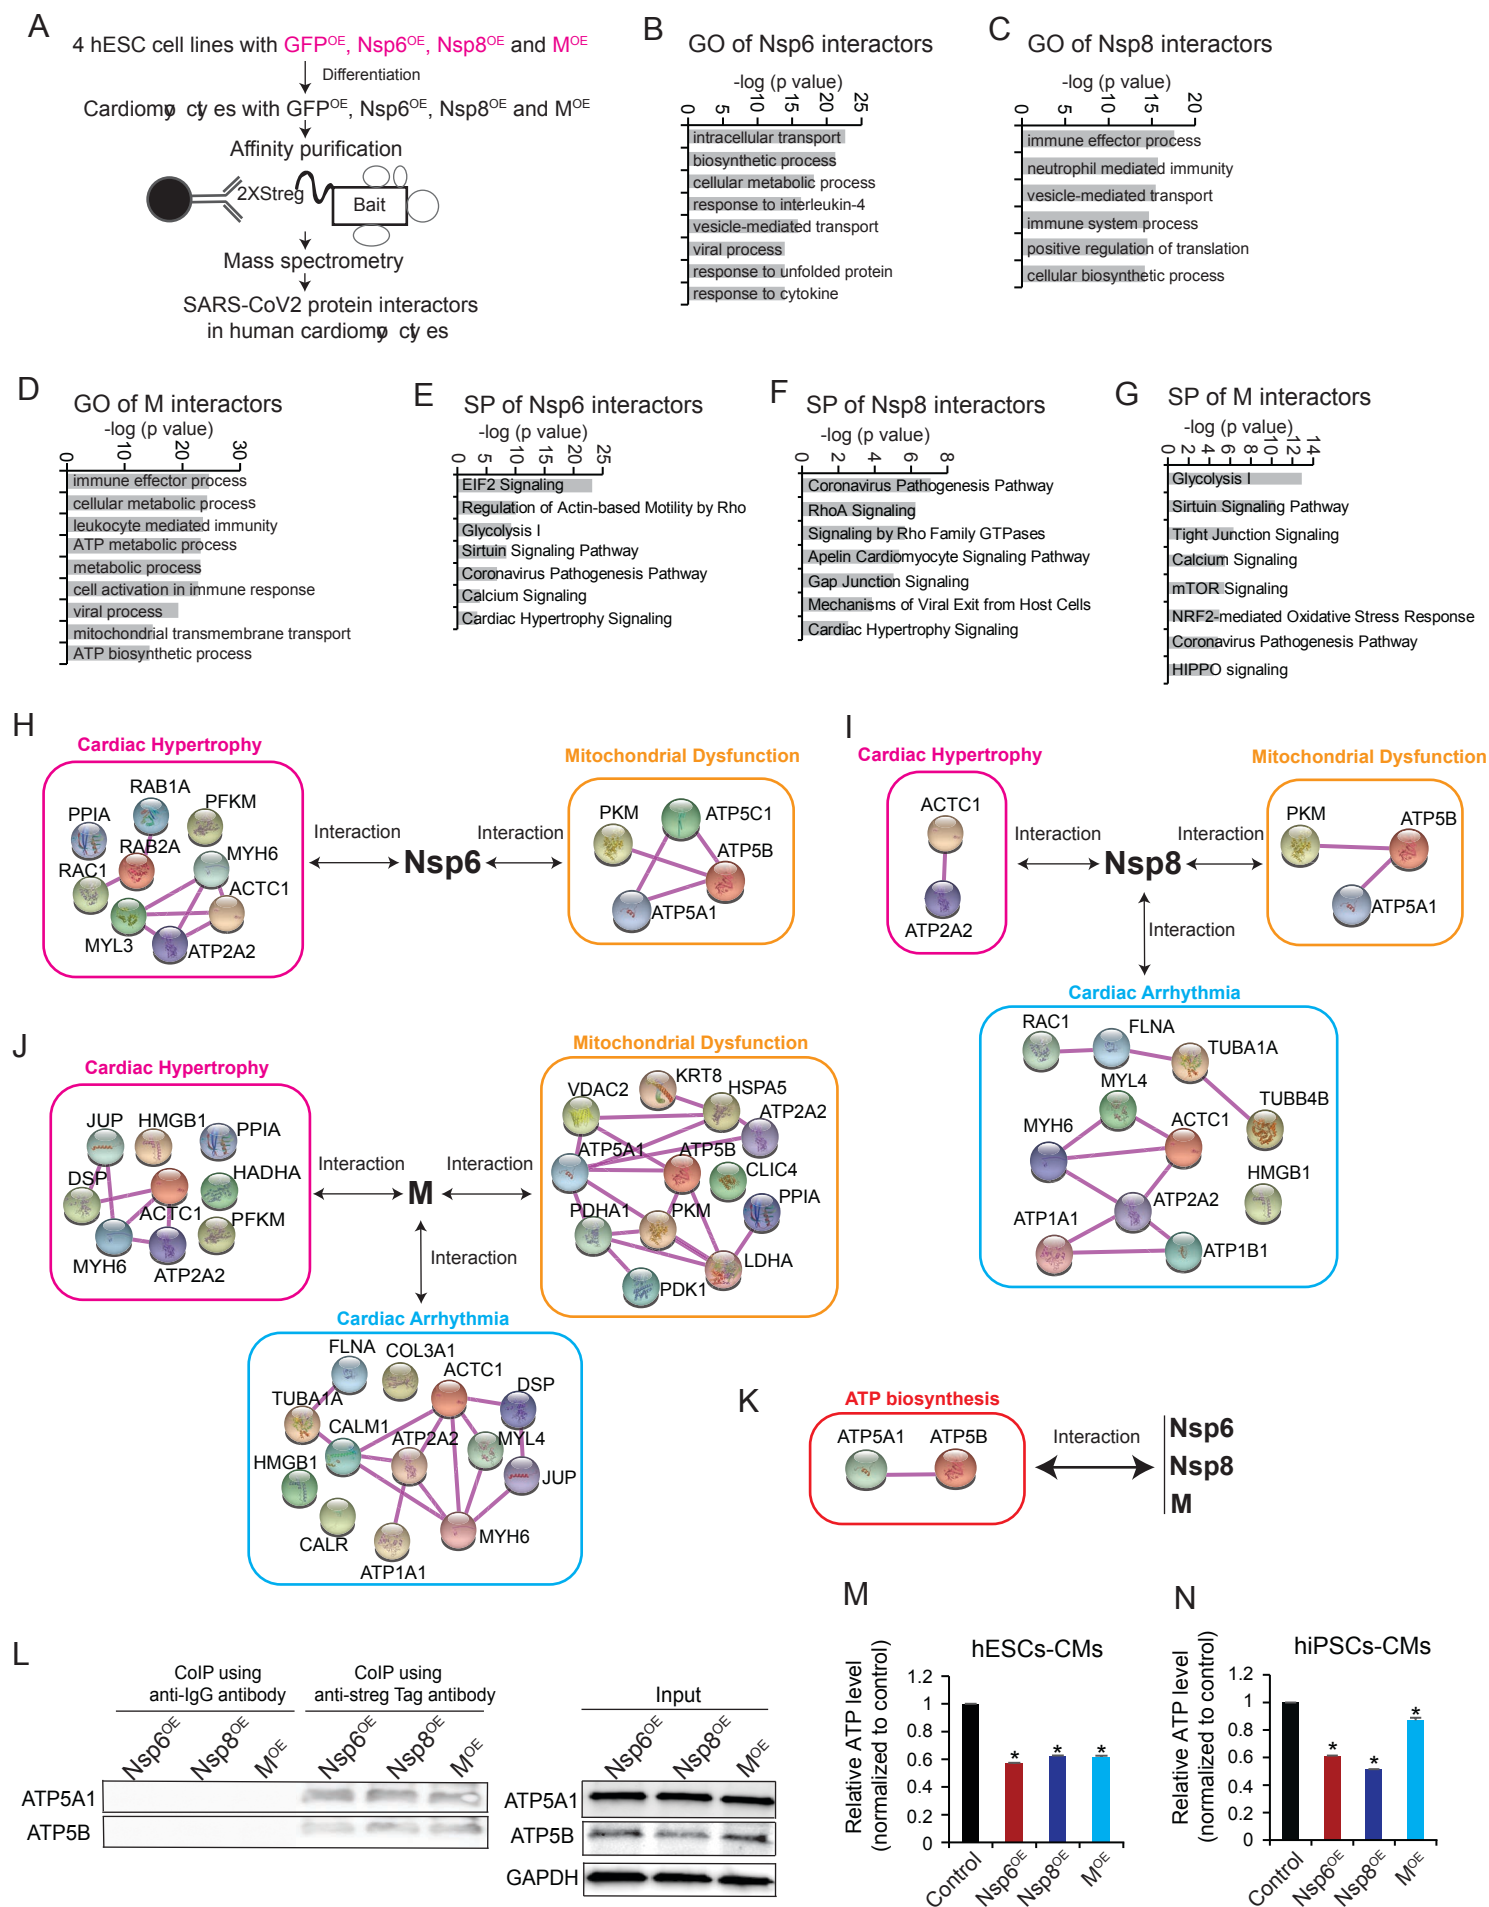 A
4 hESC cell lines with GFPOE, Nsp6OE, Nsp8OE and MOE
Differentiation
Cardiomyocytes with GFPOE, Nsp6OE, Nsp8OE and MOE
Affinity purification
2XStreg
Bait
Mass spectrometry
SARS-CoV2 protein interactors
in human cardiomyocytes
B
GO of Nsp6 interactors
-log (p value)
0 5 10 15 20 25
intracellular transport
biosynthetic process
cellular metabolic process
response to interleukin-4
vesicle-mediated transport
viral process
response to unfolded protein
response to cytokine
C
GO of Nsp8 interactors
-log (p value)
0 5 10 15 20
immune effector process
neutrophil mediated immunity
vesicle-mediated transport
immune system process
positive regulation of translation
cellular biosynthetic process
D
GO of M interactors
-log (p value)
0 10 20 30
immune effector process
cellular metabolic process
leukocyte mediated immunity
ATP metabolic process
metabolic process
cell activation in immune response
viral process
mitochondrial transmembrane transport
ATP biosynthetic process
E
SP of Nsp6 interactors
-log (p value)
0 5 10 15 20 25
EIF2 Signaling
Regulation of Actin-based Motility by Rho
Glycolysis I
Sirtuin Signaling Pathway
Coronavirus Pathogenesis Pathway
Calcium Signaling
Cardiac Hypertrophy Signaling
F
SP of Nsp8 interactors
-log (p value)
0 2 4 6 8
Coronavirus Pathogenesis Pathway
RhoA Signaling
Signaling by Rho Family GTPases
Apelin Cardiomyocyte Signaling Pathway
Gap Junction Signaling
Mechanisms of Viral Exit from Host Cells
Cardiac Hypertrophy Signaling
G
SP of M interactors
-log (p value)
0 2 4 6 8 10 12 14
Glycolysis I
Sirtuin Signaling Pathway
Tight Junction Signaling
Calcium Signaling
mTOR Signaling
NRF2-mediated Oxidative Stress Response
Coronavirus Pathogenesis Pathway
HIPPO signaling
H
Cardiac Hypertrophy
RAB1A
PFKM
PPIA
RAB2A
MYH6
RAC1
ACTC1
MYL3
ATP2A2
Interaction
Nsp6
Interaction
Mitochondrial Dysfunction
PKM
ATP5C1
ATP5B
ATP5A1
I
Cardiac Hypertrophy
ACTC1
ATP2A2
Interaction
Nsp8
Interaction
Mitochondrial Dysfunction
PKM
ATP5B
ATP5A1
Interaction
Cardiac Arrhythmia
RAC1
FLNA
TUBA1A
MYL4
TUBB4B
MYH6
ACTC1
HMGB1
ATP2A2
ATP1A1
ATP1B1
J
Cardiac Hypertrophy
JUP
HMGB1
PPIA
DSP
HADHA
ACTC1
PFKM
MYH6
ATP2A2
Interaction
M
Interaction
Mitochondrial Dysfunction
VDAC2
KRT8
HSPA5
ATP2A2
ATP5A1
ATP5B
CLIC4
PPIA
PDHA1
PKM
LDHA
PDK1
Interaction
Cardiac Arrhythmia
FLNA
COL3A1
ACTC1
DSP
TUBA1A
CALM1
ATP2A2
MYL4
HMGB1
JUP
CALR
MYH6
ATP1A1
K
ATP biosynthesis
ATP5A1
ATP5B
Interaction
Nsp6
Nsp8
M
L
CoIP using
anti-IgG antibody
CoIP using
anti-streg Tag antibody
Input
Nsp6OE Nsp8OE MOE Nsp6OE Nsp8OE MOE Nsp6OE Nsp8OE MOE
ATP5A1
ATP5B
ATP5A1
ATP5B
GAPDH
M
hESCs-CMs
Relative ATP level
(normalized to control)
1.2
1
0.8
0.6
0.4
0.2
0
* * *
Control Nsp6OE Nsp8OE MOE
N
hiPSCs-CMs
Relative ATP level
(normalized to control)
1.2
1
0.8
0.6
0.4
0.2
0
* * *
Control Nsp6OE Nsp8OE MOE